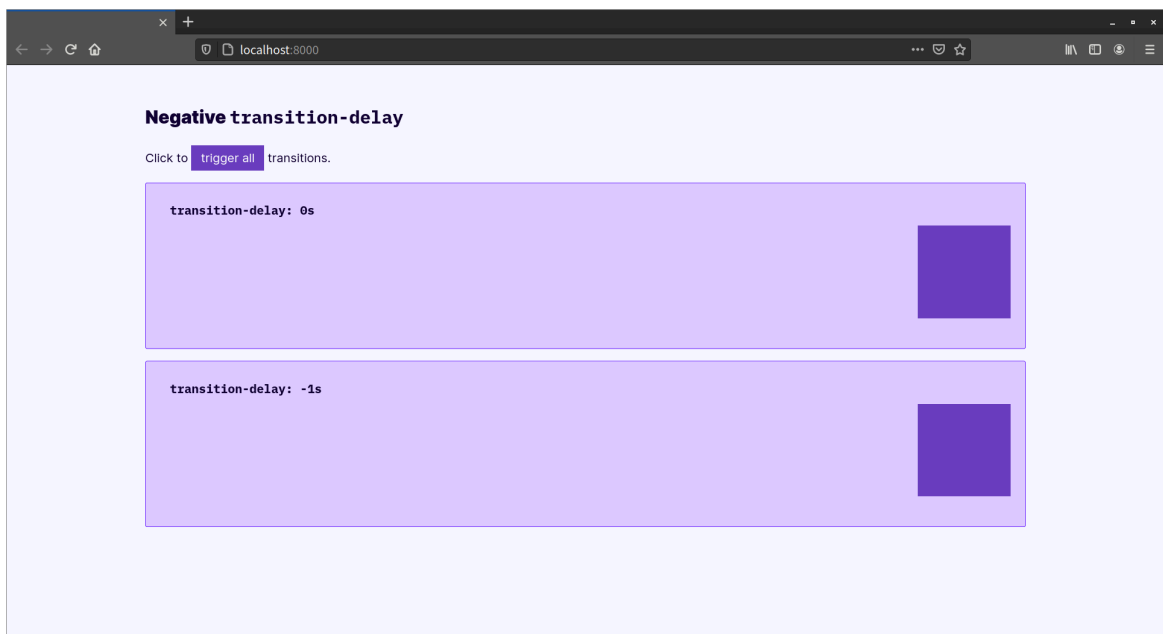 localhost:8000
Negative transition-delay
Click to trigger all transitions.
transition-delay: 0s
transition-delay: -1s